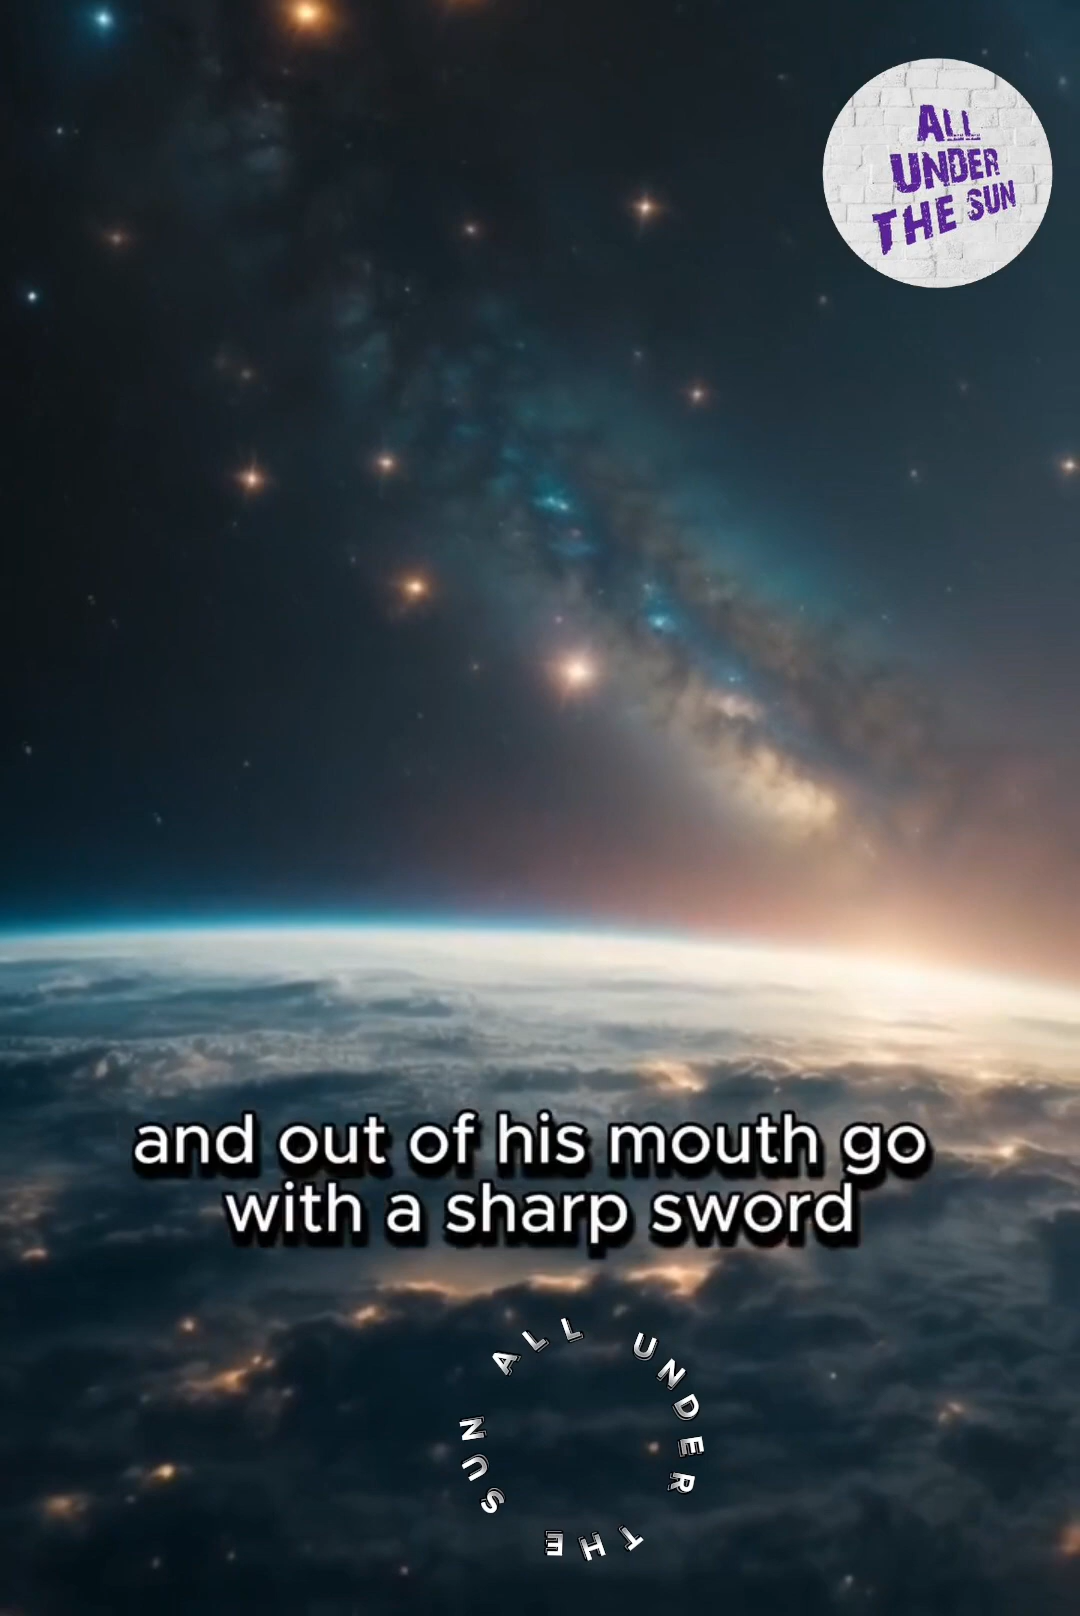 ALL
UNDER
THE SUN
and out of his mouth go
with a sharp sword
ALL UNDER THE SUN